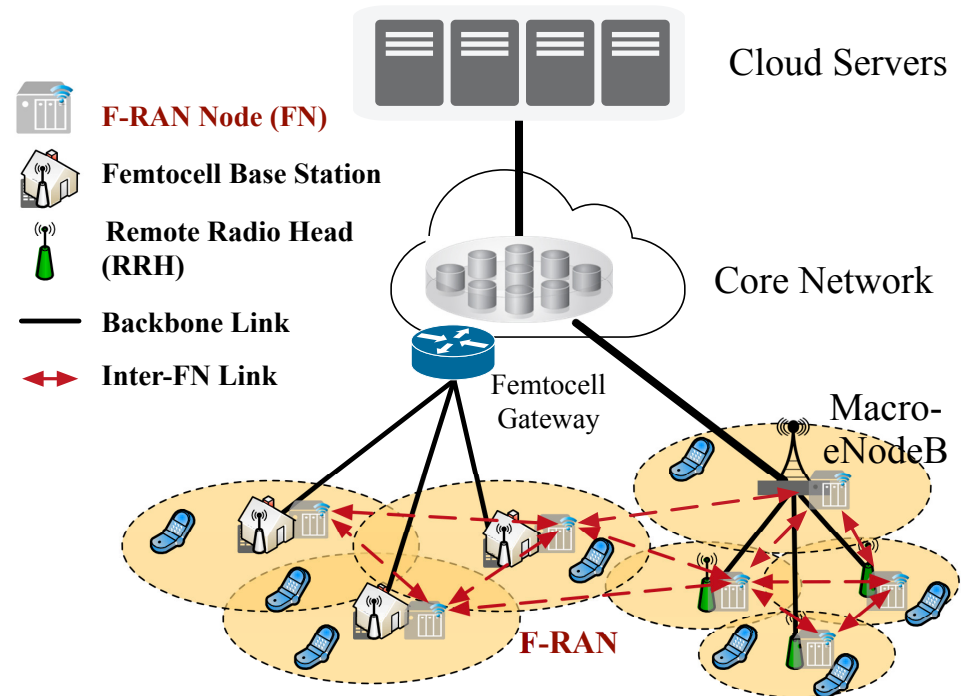 Cloud Servers
F-RAN Node (FN)
Femtocell Base Station
Remote Radio Head
(RRH)
Core Network
Backbone Link
Inter-FN Link
Femtocell
Gateway
Macro-
eNodeB
F-RAN